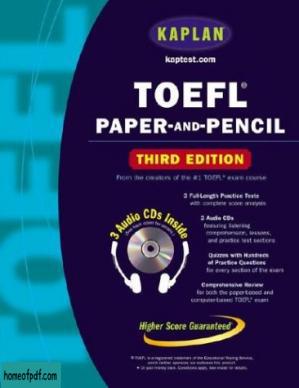 KAPLAN
kaptest.com
TOEFL®
PAPER-AND-PENCIL
THIRD EDITION
From the creators of the #1 TOEFL® exam course
3 Full-Length Practice Tests
with complete score analysis
3 Audio CDs
featuring listening
comprehension, lessons,
and practice test sections
Quizzes with Hundreds
of Practice Questions
for every section of the exam
Comprehensive Review
for both the paper-based and
computer-based TOEFL® exam
3 Audio CDs Inside
Higher Score Guaranteed
TOEFL
homeofpdf.com